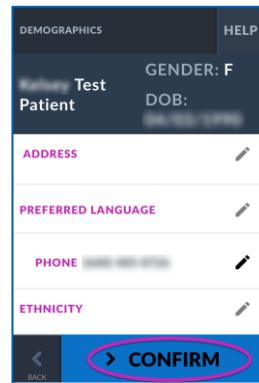 DEMOGRAPHICS HELP
Test
Patient
GENDER: F
DOB:
ADDRESS
PREFERRED LANGUAGE
PHONE
ETHNICITY
BACK
> CONFIRM